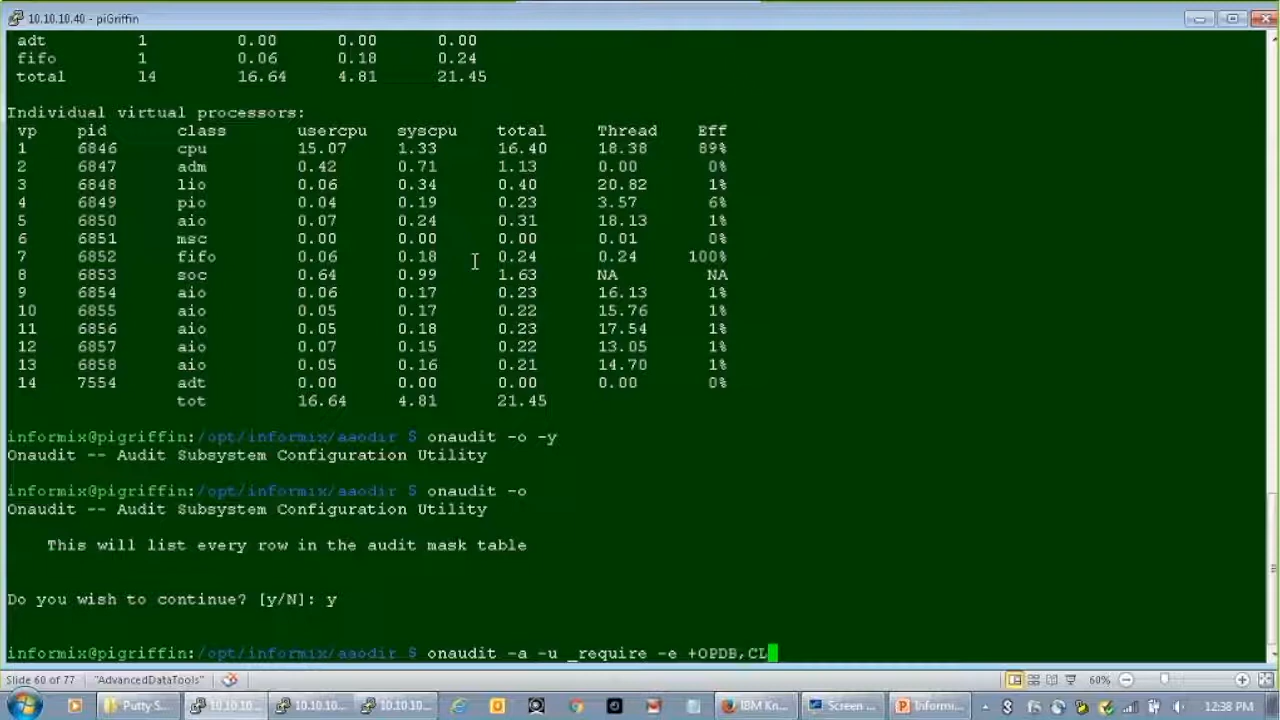 10.10.10.40 - piGriffin
adt 1 0.00 0.00 0.00
fifo 1 0.06 0.18 0.24
total 14 16.64 4.81 21.45
Individual virtual processors:
vp pid class usercpu syscpu total Thread Eff
1 6846 cpu 15.07 1.33 16.40 18.38 89%
2 6847 adm 0.42 0.71 1.13 0.00 0%
3 6848 lio 0.06 0.34 0.40 20.82 1%
4 6849 pio 0.04 0.19 0.23 3.57 6%
5 6850 aio 0.07 0.24 0.31 18.13 1%
6 6851 msc 0.00 0.00 0.00 0.01 0%
7 6852 fifo 0.06 0.18 0.24 0.24 100%
8 6853 soc 0.64 0.99 1.63 NA NA
9 6854 aio 0.06 0.17 0.23 16.13 1%
10 6855 aio 0.05 0.17 0.22 15.76 1%
11 6856 aio 0.05 0.18 0.23 17.54 1%
12 6857 aio 0.07 0.15 0.22 13.05 1%
13 6858 aio 0.05 0.16 0.21 14.70 1%
14 7554 adt 0.00 0.00 0.00 0.00 0%
tot 16.64 4.81 21.45
informix@pigriffin:/opt/informix/aaodir $ onaudit -o -y
Onaudit -- Audit Subsystem Configuration Utility
informix@pigriffin:/opt/informix/aaodir $ onaudit -o
Onaudit -- Audit Subsystem Configuration Utility
This will list every row in the audit mask table
Do you wish to continue? [y/N]: y
informix@pigriffin:/opt/informix/aaodir $ onaudit -a -u _require -e +OPDB,CL
Slide 60 of 77 "AdvancedDataTools" 60%
Putty S... 10.10.10... 10.10.10... 10.10.10... IBM Kn... Screen ... Informi... 12:38 PM